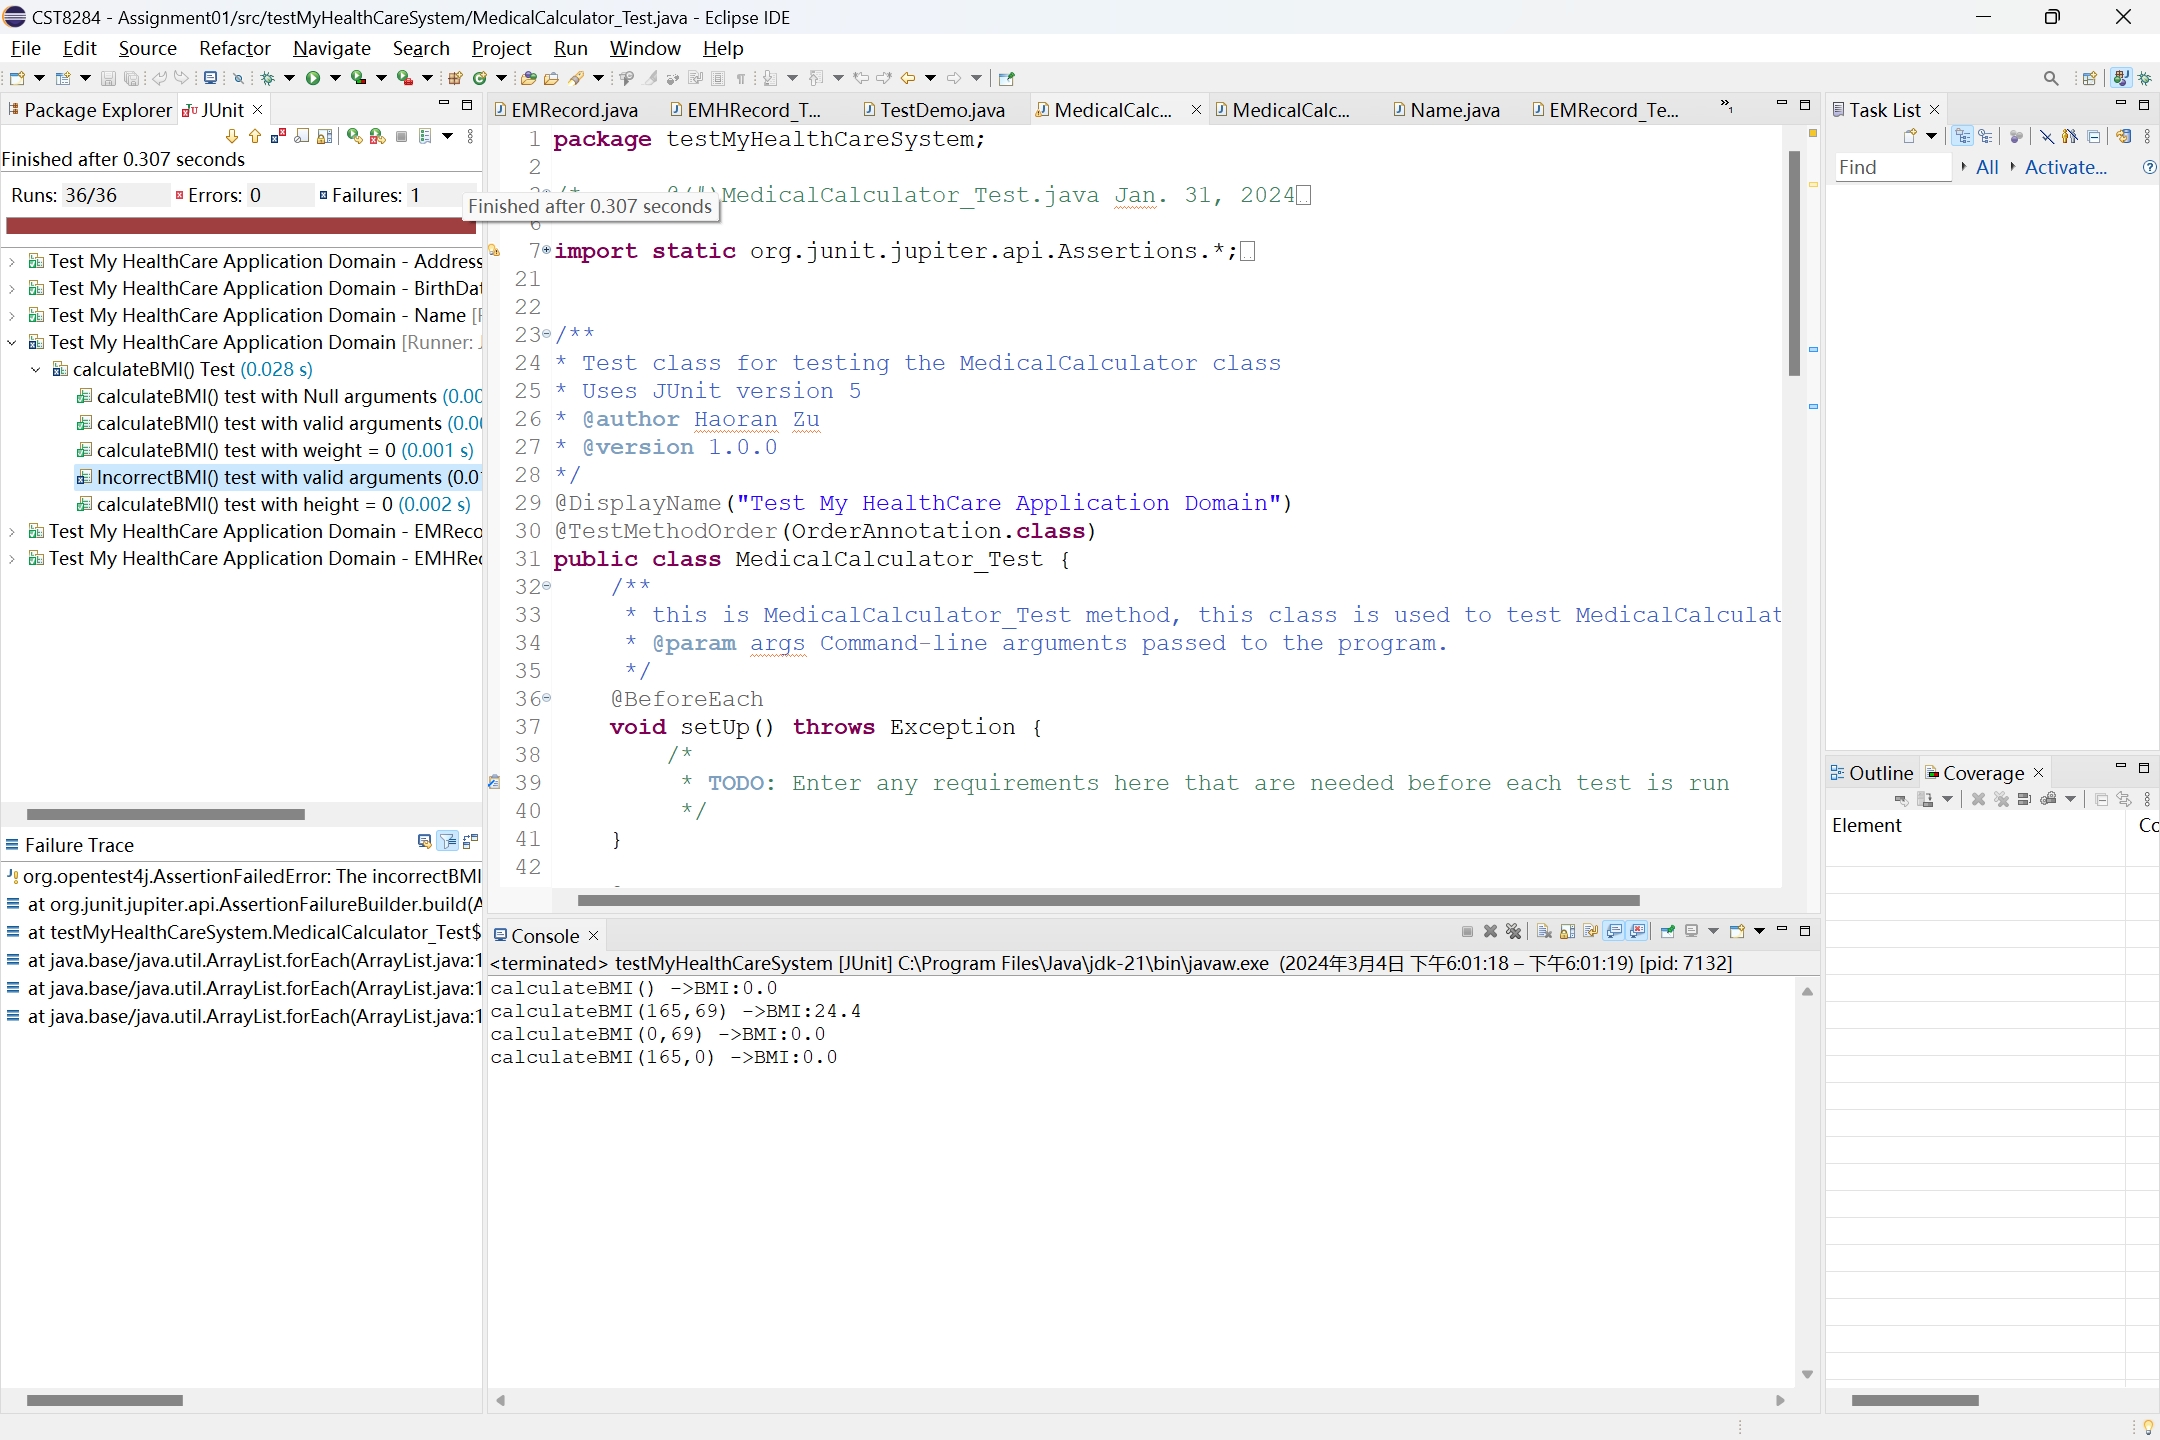 CST8284 - Assignment01/src/testMyHealthCareSystem/MedicalCalculator_Test.java - Eclipse IDE
File Edit Source Refactor Navigate Search Project Run Window Help
Package Explorer JUnit
Finished after 0.307 seconds
Runs: 36/36 Errors: 0 Failures: 1
Test My HealthCare Application Domain - Address
Test My HealthCare Application Domain - BirthDat
Test My HealthCare Application Domain - Name [R
Test My HealthCare Application Domain [Runner: J
calculateBMI() Test (0.028 s)
calculateBMI() test with Null arguments (0.00
calculateBMI() test with valid arguments (0.00
calculateBMI() test with weight = 0 (0.001 s)
IncorrectBMI() test with valid arguments (0.01
calculateBMI() test with height = 0 (0.002 s)
Test My HealthCare Application Domain - EMReco
Test My HealthCare Application Domain - EMHRec
Failure Trace
org.opentest4j.AssertionFailedError: The incorrectBMI
at org.junit.jupiter.api.AssertionFailureBuilder.build(A
at testMyHealthCareSystem.MedicalCalculator_Test$
at java.base/java.util.ArrayList.forEach(ArrayList.java:1
at java.base/java.util.ArrayList.forEach(ArrayList.java:1
at java.base/java.util.ArrayList.forEach(ArrayList.java:1
EMRecord.java EMHRecord_T... TestDemo.java MedicalCalc... MedicalCalc... Name.java EMRecord_Te... »1
1 package testMyHealthCareSystem;
2
MedicalCalculator_Test.java Jan. 31, 2024
Finished after 0.307 seconds
6
7 import static org.junit.jupiter.api.Assertions.*;
21
22
23 /**
24 * Test class for testing the MedicalCalculator class
25 * Uses JUnit version 5
26 * @author Haoran Zu
27 * @version 1.0.0
28 */
29 @DisplayName("Test My HealthCare Application Domain")
30 @TestMethodOrder(OrderAnnotation.class)
31 public class MedicalCalculator_Test {
32 /**
33 * this is MedicalCalculator_Test method, this class is used to test MedicalCalculat
34 * @param args Command-line arguments passed to the program.
35 */
36 @BeforeEach
37 void setUp() throws Exception {
38 /*
39 * TODO: Enter any requirements here that are needed before each test is run
40 */
41 }
42
Console
<terminated> testMyHealthCareSystem [JUnit] C:\Program Files\Java\jdk-21\bin\javaw.exe (2024年3月4日 下午6:01:18 – 下午6:01:19) [pid: 7132]
calculateBMI() ->BMI:0.0
calculateBMI(165,69) ->BMI:24.4
calculateBMI(0,69) ->BMI:0.0
calculateBMI(165,0) ->BMI:0.0
Task List
Find All Activate...
Outline Coverage
Element Co